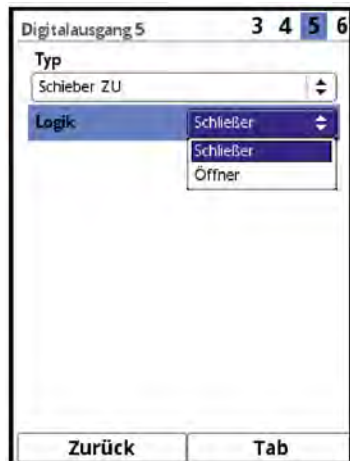 Digitalausgang 5 3 4 5 6
Typ
Schieber ZU
Logik Schließer
Schließer
Öffner
Zurück Tab